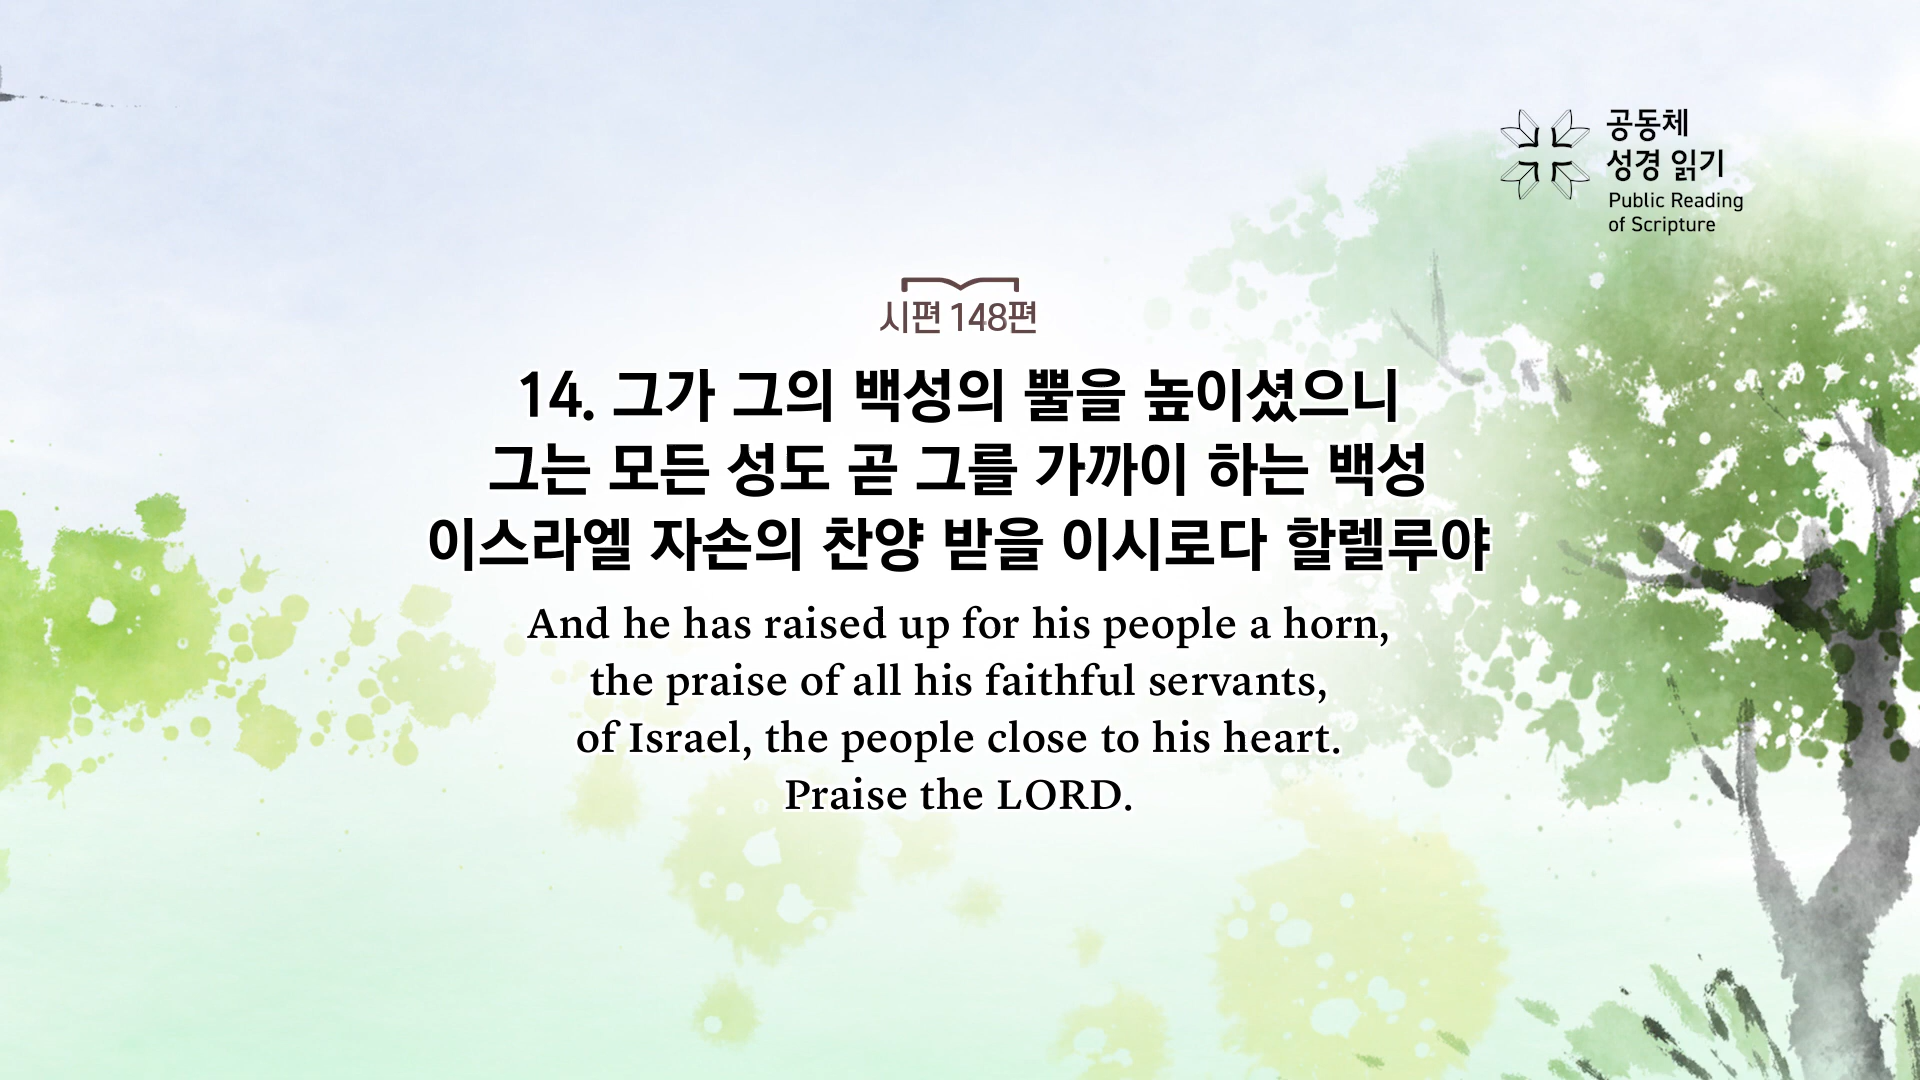 공동체
성경 읽기
Public Reading
of Scripture
시편 148편
14. 그가 그의 백성의 뿔을 높이셨으니
그는 모든 성도 곧 그를 가까이 하는 백성
이스라엘 자손의 찬양 받을 이시로다 할렐루야
And he has raised up for his people a horn,
the praise of all his faithful servants,
of Israel, the people close to his heart.
Praise the LORD.